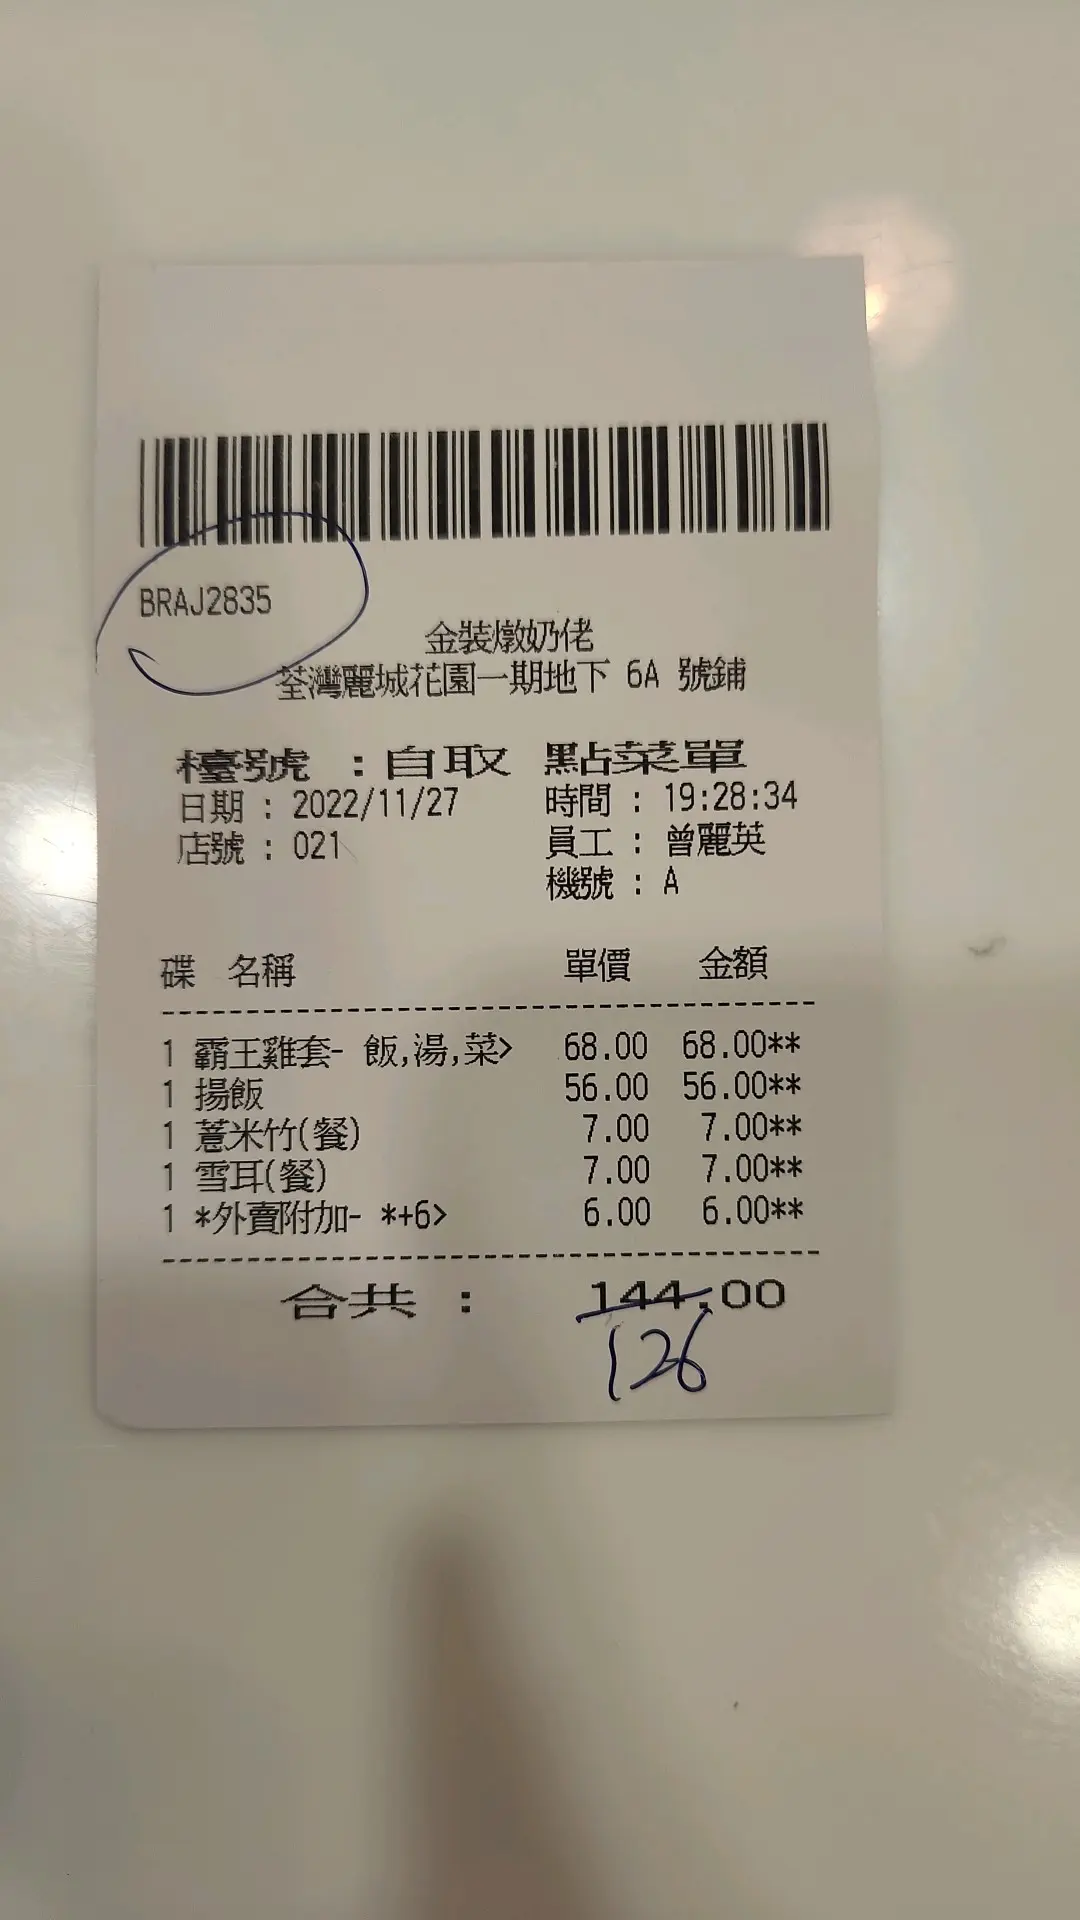 BRAJ2835
金裝燉奶佬
荃灣麗城花園一期地下 6A 號鋪
檯號 : 自取 點菜單
日期 : 2022/11/27 時間 : 19:28:34
店號 : 021 員工 : 曾麗英
機號 : A
碟 名稱 單價 金額
1 霸王雞套- 飯,湯,菜> 68.00 68.00**
1 揚飯 56.00 56.00**
1 薏米竹(餐) 7.00 7.00**
1 雪耳(餐) 7.00 7.00**
1 *外賣附加- *+6> 6.00 6.00**
合共 : 144.00
126